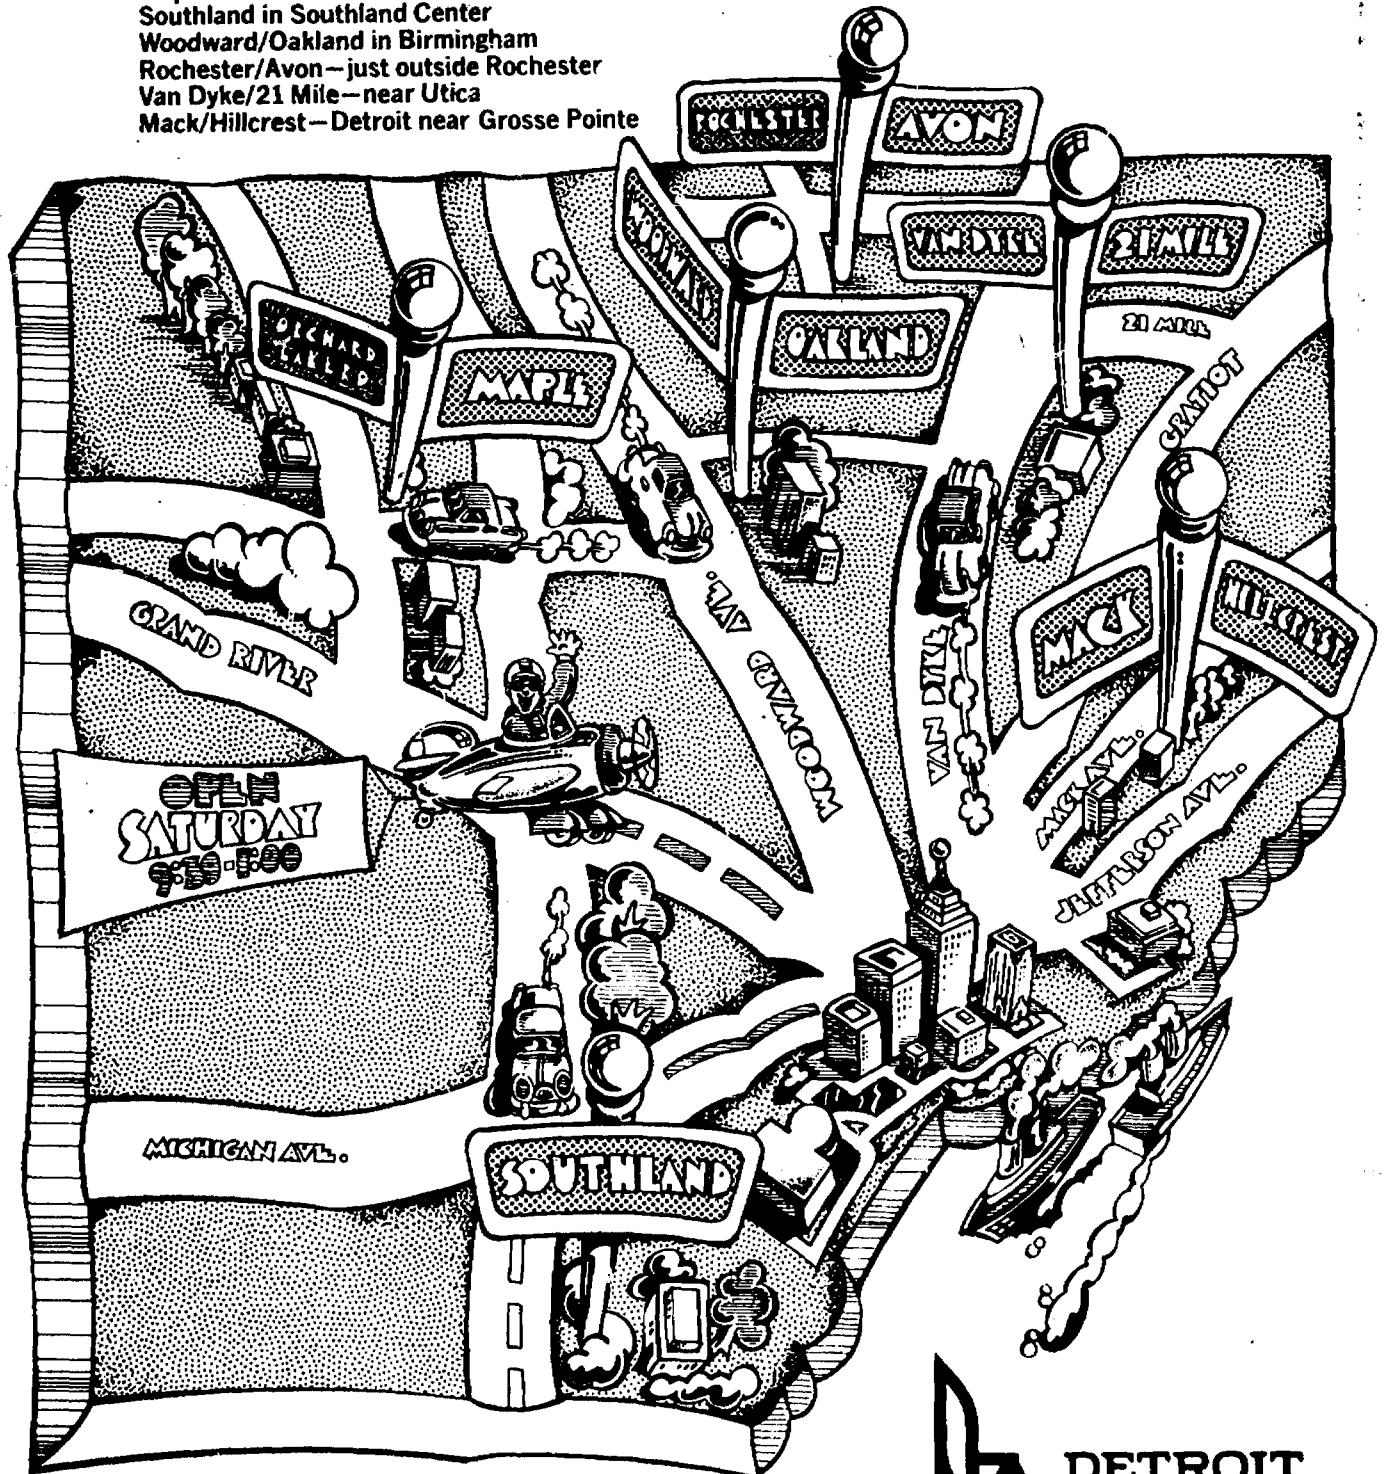 Southland in Southland Center
Woodward/Oakland in Birmingham
Rochester/Avon—just outside Rochester
Van Dyke/21 Mile—near Utica
Mack/Hillcrest—Detroit near Grosse Pointe
ROCHESTER
AVON
WOODWARD
VAN DYKE
21 MILE
OAKLAND
21 MILE
ORCHARD
LAKE RD
MAPLE
GRATIOT
MACK
HILLCREST
GRAND RIVER
WOODWARD AVE.
VAN DYKE
MACK AVE.
JEFFERSON AVE.
OPEN
SATURDAY
MICHIGAN AVE.
SOUTHLAND
DETROIT